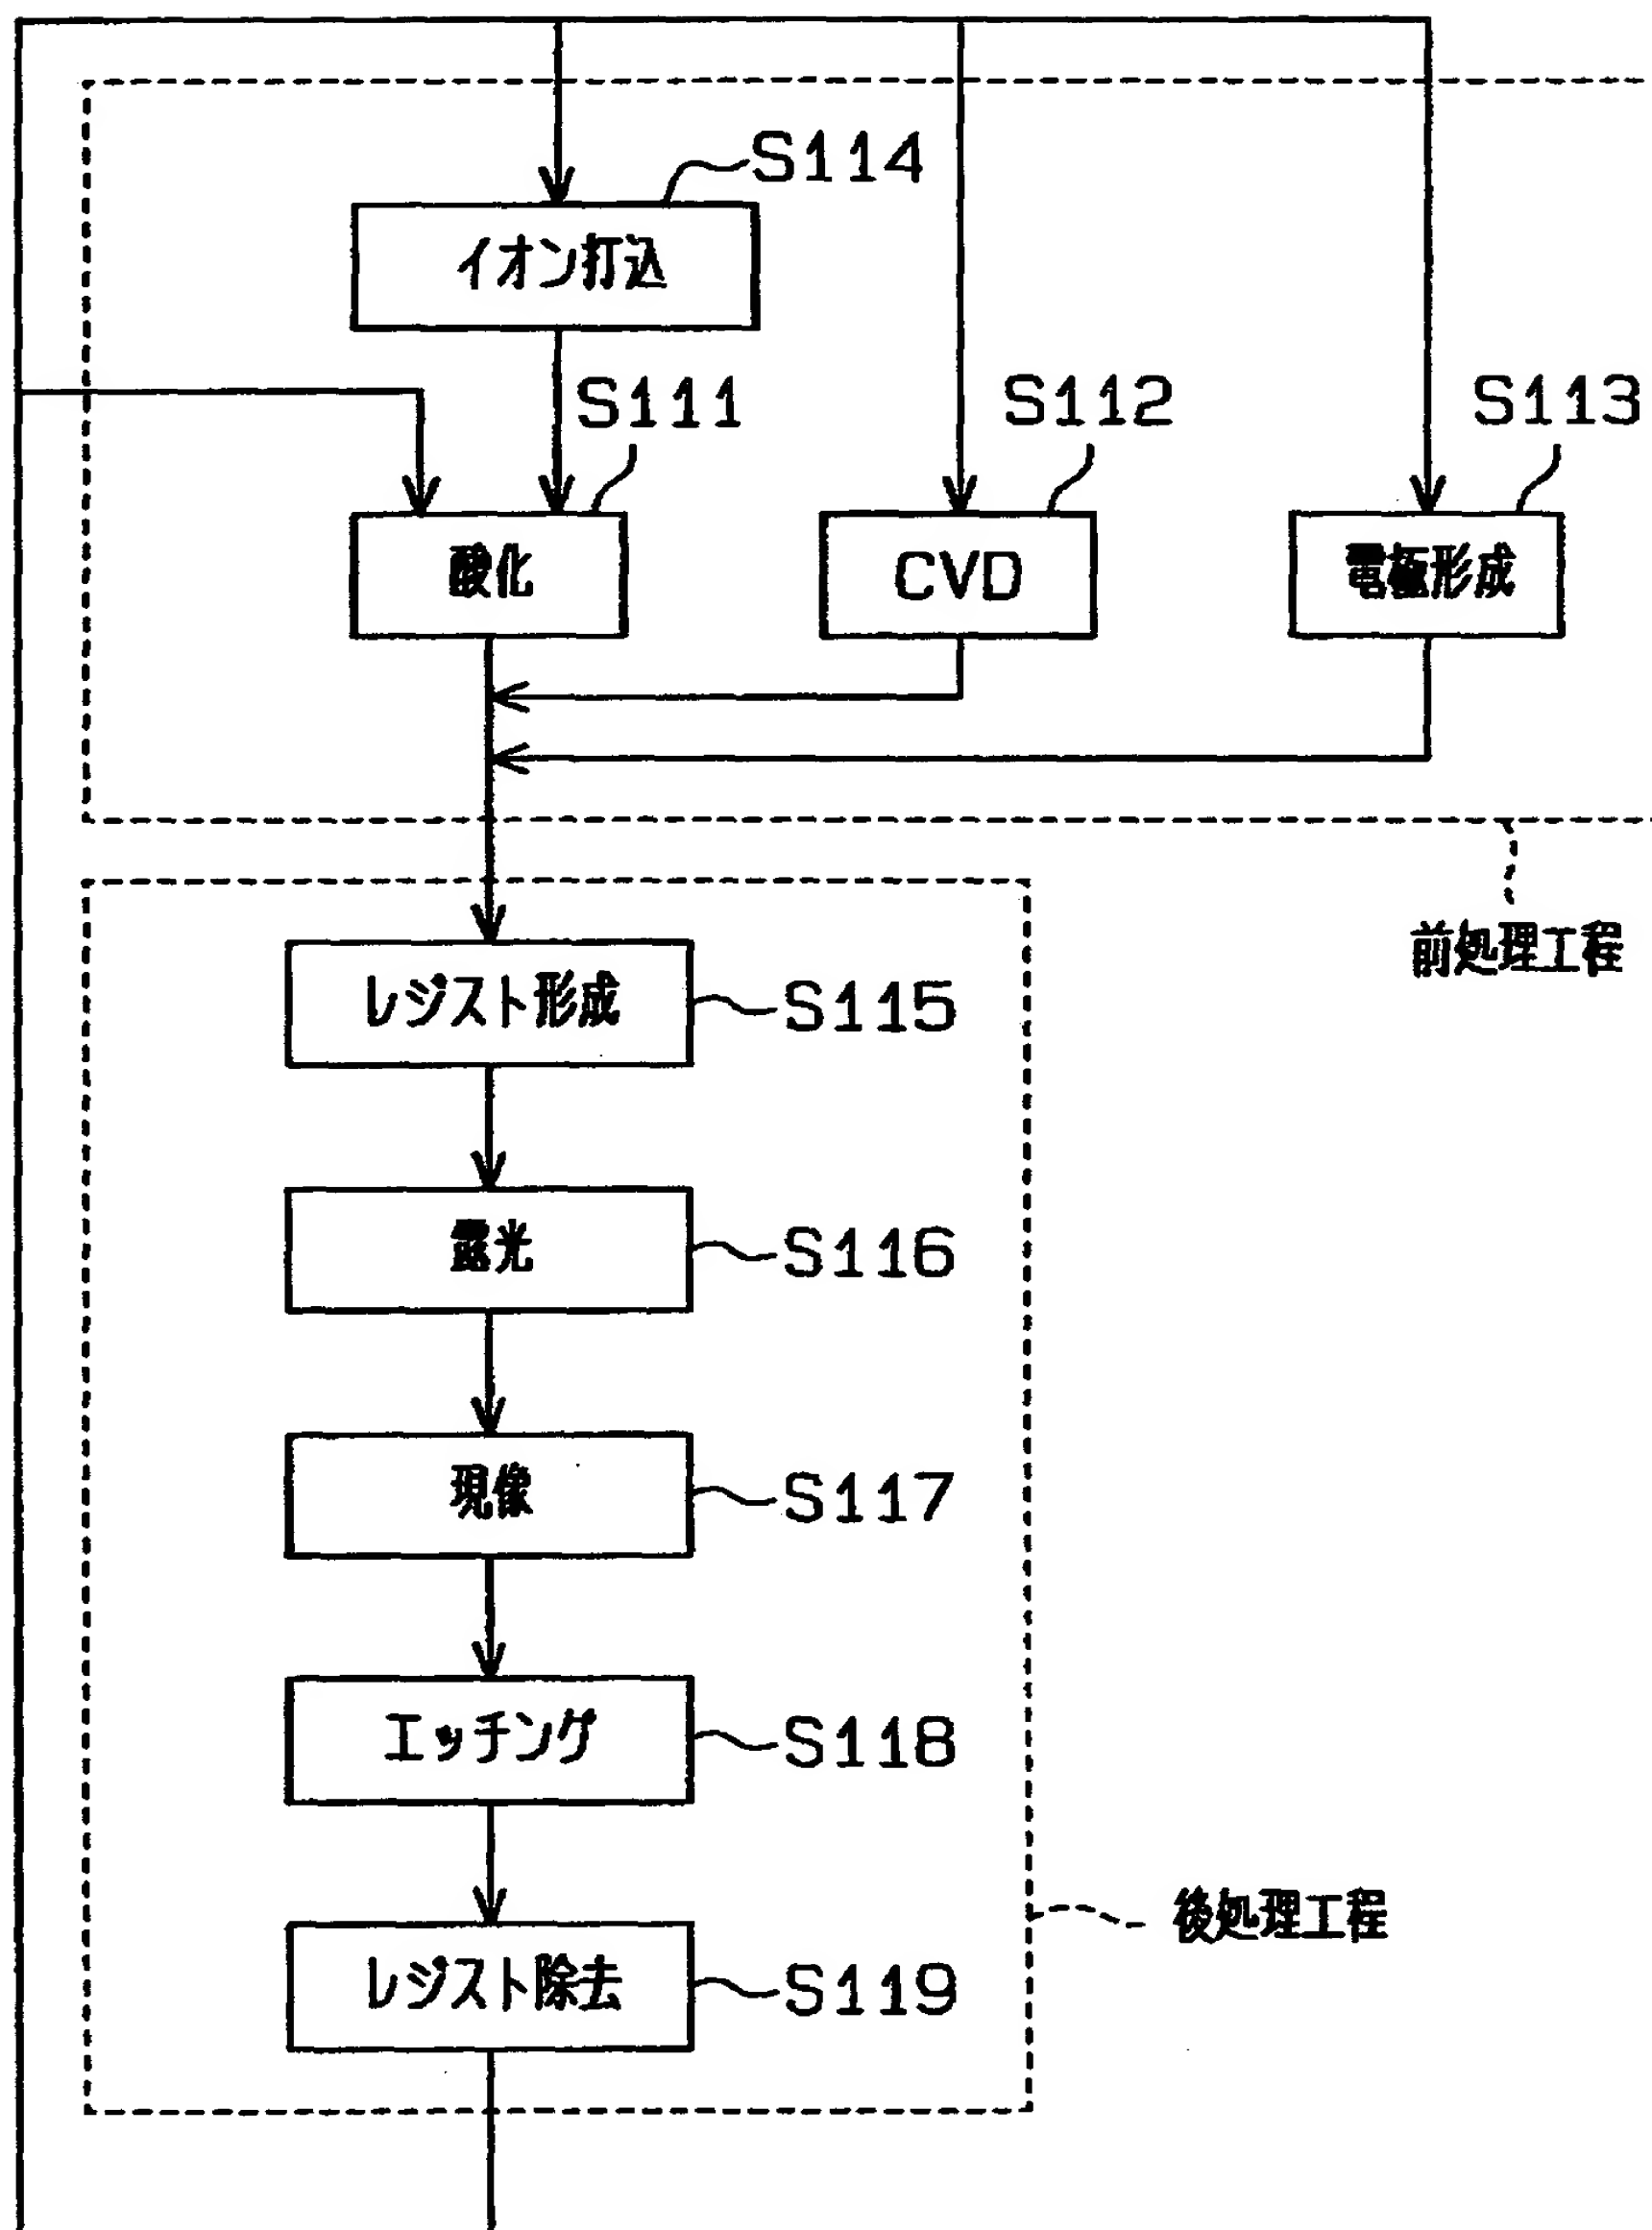 S114
イオン打込
S111
S112
S113
酸化
CVD
電極形成
前処理工程
レジスト形成
S115
露光
S116
現像
S117
エッチング
S118
後処理工程
レジスト除去
S119